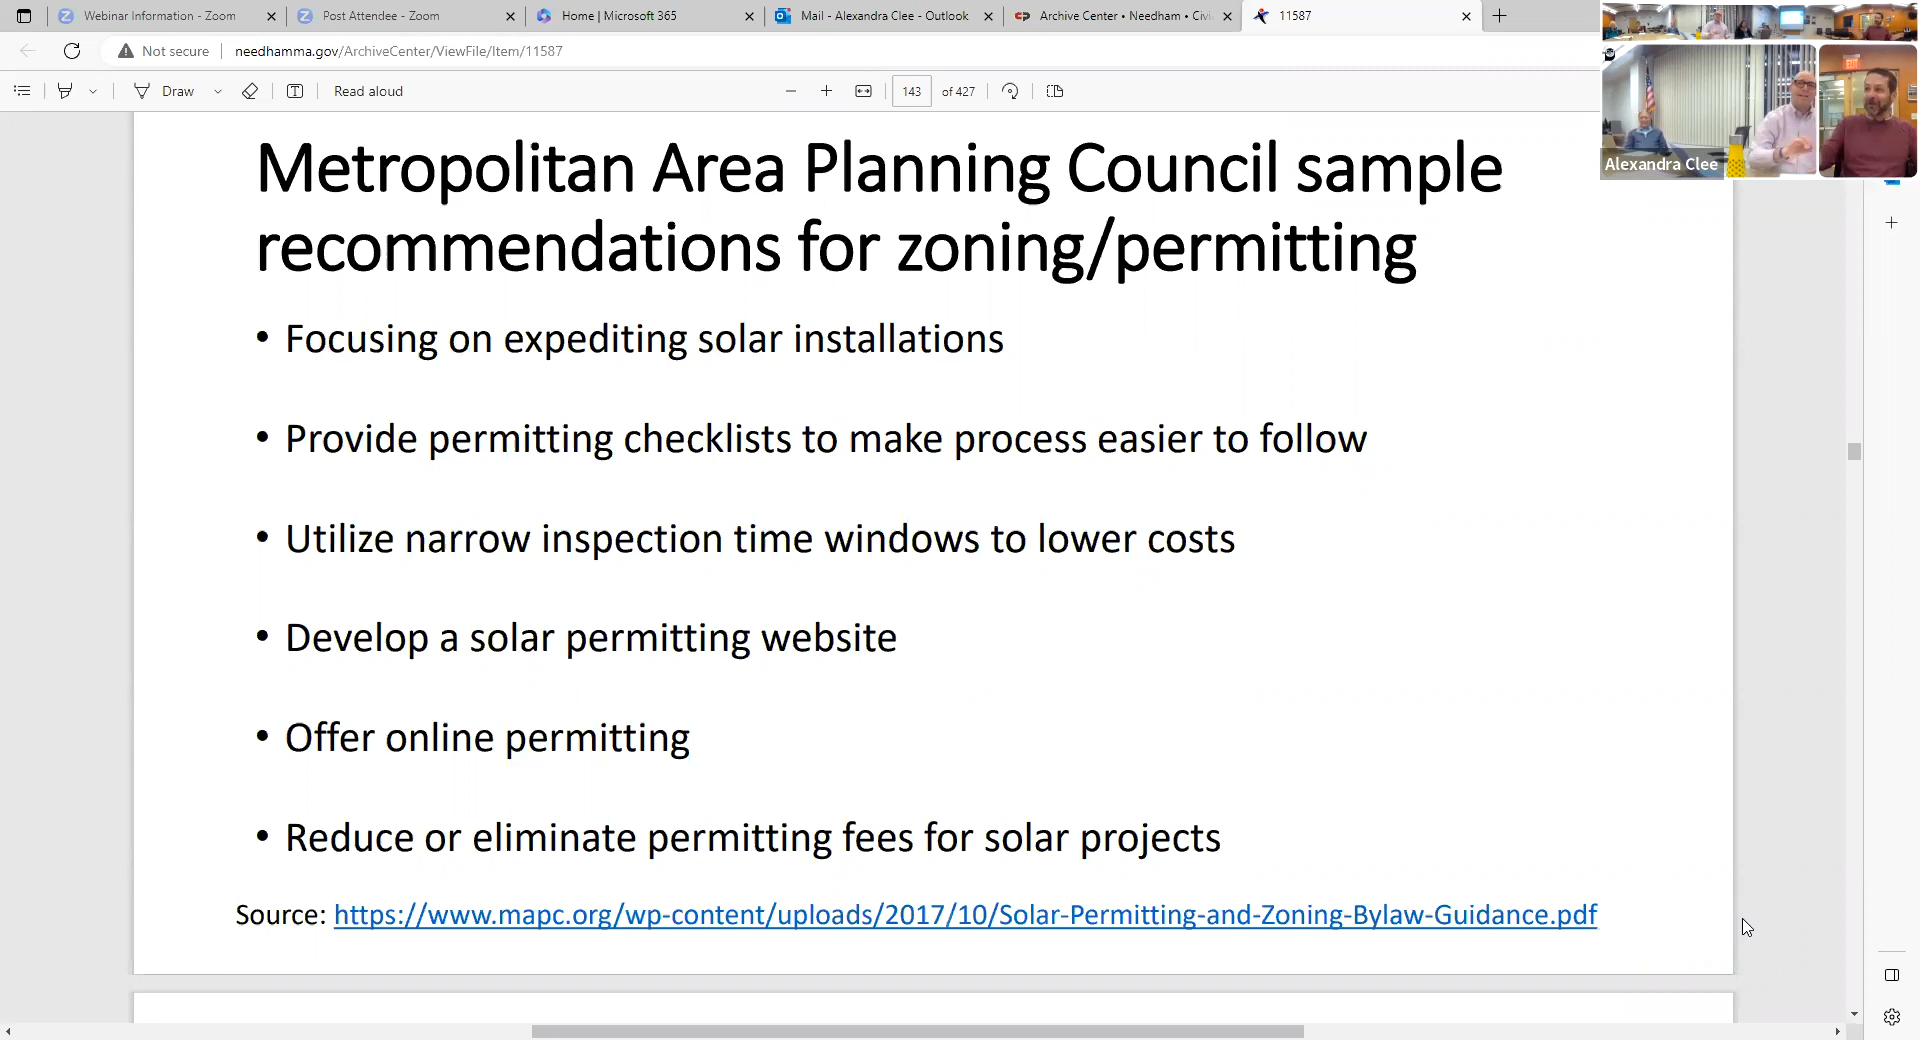 Webinar Information - Zoom
Post Attendee - Zoom
Home | Microsoft 365
Mail - Alexandra Clee - Outlook
Archive Center • Needham • Civi
11587
Not secure
needhamma.gov/ArchiveCenter/ViewFile/Item/11587
Draw
Read aloud
143
of 427
EXIT
Alexandra Clee
Metropolitan Area Planning Council sample
recommendations for zoning/permitting
• Focusing on expediting solar installations
• Provide permitting checklists to make process easier to follow
• Utilize narrow inspection time windows to lower costs
• Develop a solar permitting website
• Offer online permitting
• Reduce or eliminate permitting fees for solar projects
Source: https://www.mapc.org/wp-content/uploads/2017/10/Solar-Permitting-and-Zoning-Bylaw-Guidance.pdf